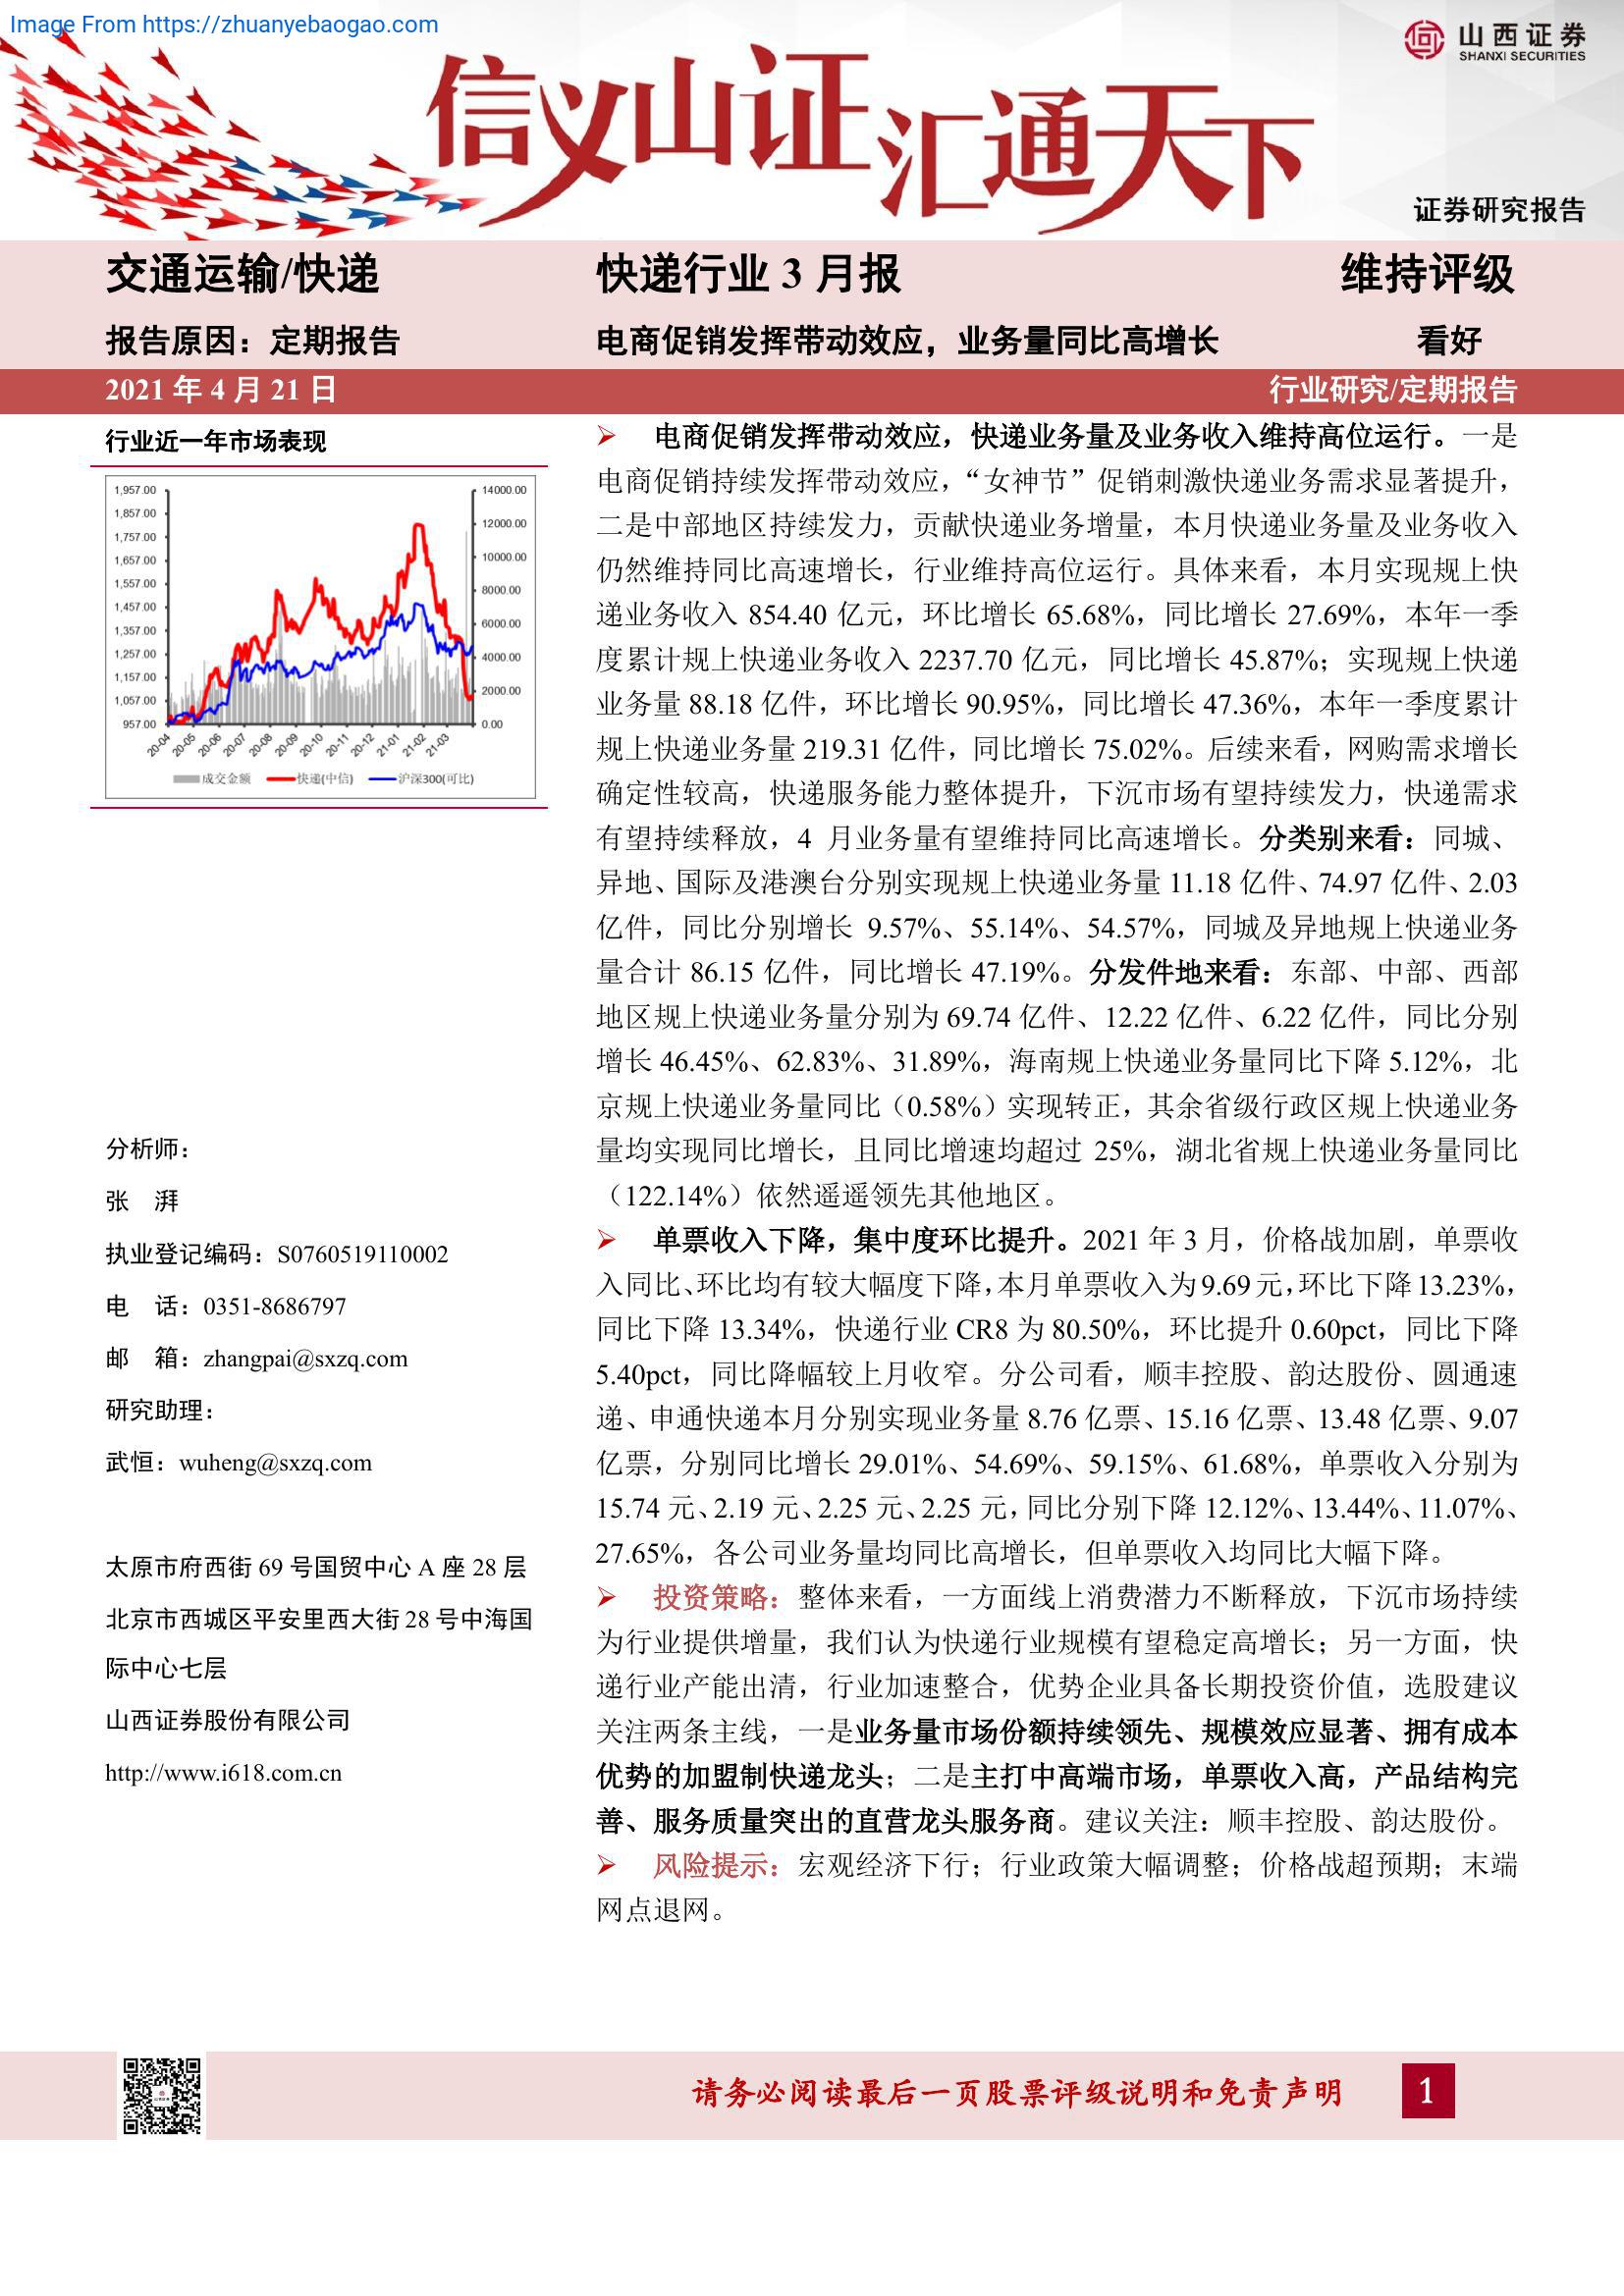 Image From https://zhuanyebaogao.com
山西证券
SHANXI SECURITIES
信义山证汇通天下
证券研究报告
交通运输/快递
快递行业 3 月报
维持评级
报告原因：定期报告
电商促销发挥带动效应，业务量同比高增长
看好
2021 年 4 月 21 日
行业研究/定期报告
行业近一年市场表现
1,957.00
1,857.00
1,757.00
1,657.00
1,557.00
1,457.00
1,357.00
1,257.00
1,157.00
1,057.00
957.00
14000.00
12000.00
10000.00
8000.00
6000.00
4000.00
2000.00
0.00
20-04
20-05
20-06
20-07
20-08
20-09
20-10
20-11
20-12
21-01
21-02
21-03
成交金额 快递(中信) 沪深300(可比)
分析师：
张 湃
执业登记编码：S0760519110002
电 话：0351-8686797
邮 箱：zhangpai@sxzq.com
研究助理：
武恒：wuheng@sxzq.com
太原市府西街 69 号国贸中心 A 座 28 层
北京市西城区平安里西大街 28 号中海国
际中心七层
山西证券股份有限公司
http://www.i618.com.cn
➢ 电商促销发挥带动效应，快递业务量及业务收入维持高位运行。一是
电商促销持续发挥带动效应，“女神节”促销刺激快递业务需求显著提升，
二是中部地区持续发力，贡献快递业务增量，本月快递业务量及业务收入
仍然维持同比高速增长，行业维持高位运行。具体来看，本月实现规上快
递业务收入 854.40 亿元，环比增长 65.68%，同比增长 27.69%，本年一季
度累计规上快递业务收入 2237.70 亿元，同比增长 45.87%；实现规上快递
业务量 88.18 亿件，环比增长 90.95%，同比增长 47.36%，本年一季度累计
规上快递业务量 219.31 亿件，同比增长 75.02%。后续来看，网购需求增长
确定性较高，快递服务能力整体提升，下沉市场有望持续发力，快递需求
有望持续释放，4 月业务量有望维持同比高速增长。分类别来看：同城、
异地、国际及港澳台分别实现规上快递业务量 11.18 亿件、74.97 亿件、2.03
亿件，同比分别增长 9.57%、55.14%、54.57%，同城及异地规上快递业务
量合计 86.15 亿件，同比增长 47.19%。分发件地来看：东部、中部、西部
地区规上快递业务量分别为 69.74 亿件、12.22 亿件、6.22 亿件，同比分别
增长 46.45%、62.83%、31.89%，海南规上快递业务量同比下降 5.12%，北
京规上快递业务量同比（0.58%）实现转正，其余省级行政区规上快递业务
量均实现同比增长，且同比增速均超过 25%，湖北省规上快递业务量同比
（122.14%）依然遥遥领先其他地区。
➢ 单票收入下降，集中度环比提升。2021 年 3 月，价格战加剧，单票收
入同比、环比均有较大幅度下降，本月单票收入为 9.69 元，环比下降 13.23%，
同比下降 13.34%，快递行业 CR8 为 80.50%，环比提升 0.60pct，同比下降
5.40pct，同比降幅较上月收窄。分公司看，顺丰控股、韵达股份、圆通速
递、申通快递本月分别实现业务量 8.76 亿票、15.16 亿票、13.48 亿票、9.07
亿票，分别同比增长 29.01%、54.69%、59.15%、61.68%，单票收入分别为
15.74 元、2.19 元、2.25 元、2.25 元，同比分别下降 12.12%、13.44%、11.07%、
27.65%，各公司业务量均同比高增长，但单票收入均同比大幅下降。
➢ 投资策略：整体来看，一方面线上消费潜力不断释放，下沉市场持续
为行业提供增量，我们认为快递行业规模有望稳定高增长；另一方面，快
递行业产能出清，行业加速整合，优势企业具备长期投资价值，选股建议
关注两条主线，一是业务量市场份额持续领先、规模效应显著、拥有成本
优势的加盟制快递龙头；二是主打中高端市场，单票收入高，产品结构完
善、服务质量突出的直营龙头服务商。建议关注：顺丰控股、韵达股份。
➢ 风险提示：宏观经济下行；行业政策大幅调整；价格战超预期；末端
网点退网。
请务必阅读最后一页股票评级说明和免责声明
1